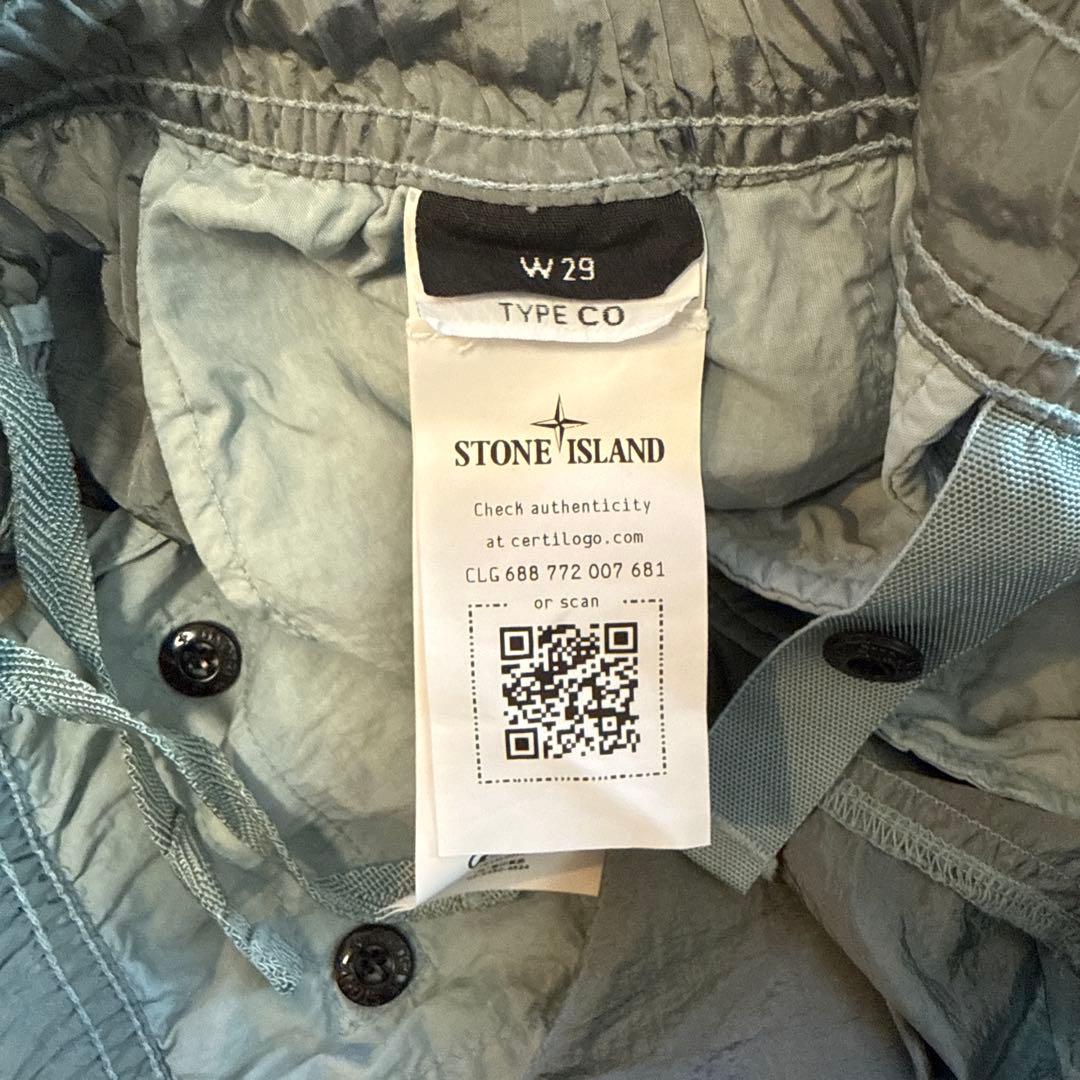 W 29
TYPE CO
STONE ISLAND
Check authenticity
at certilogo.com
CLG 688 772 007 681
or scan